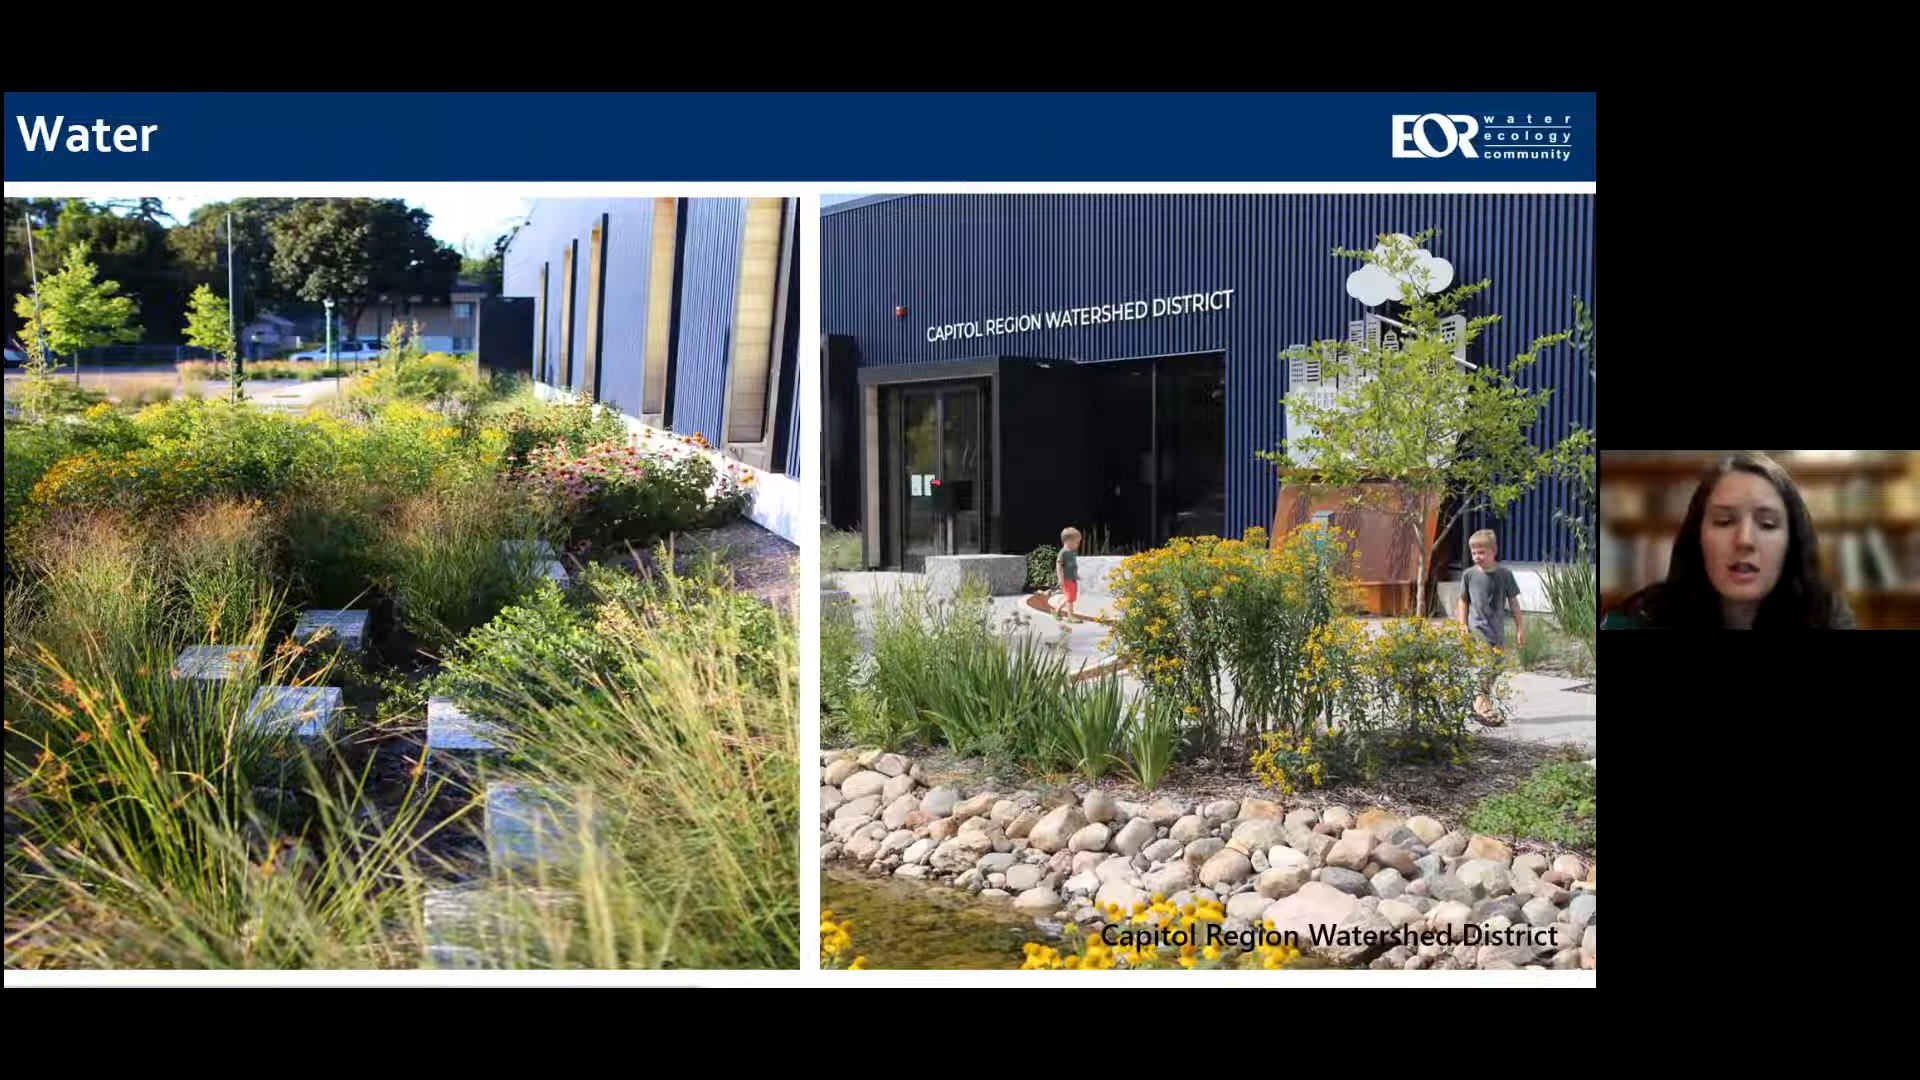 Water
EOR
water
ecology
community
CAPITOL REGION WATERSHED DISTRICT
Capitol Region Watershed District